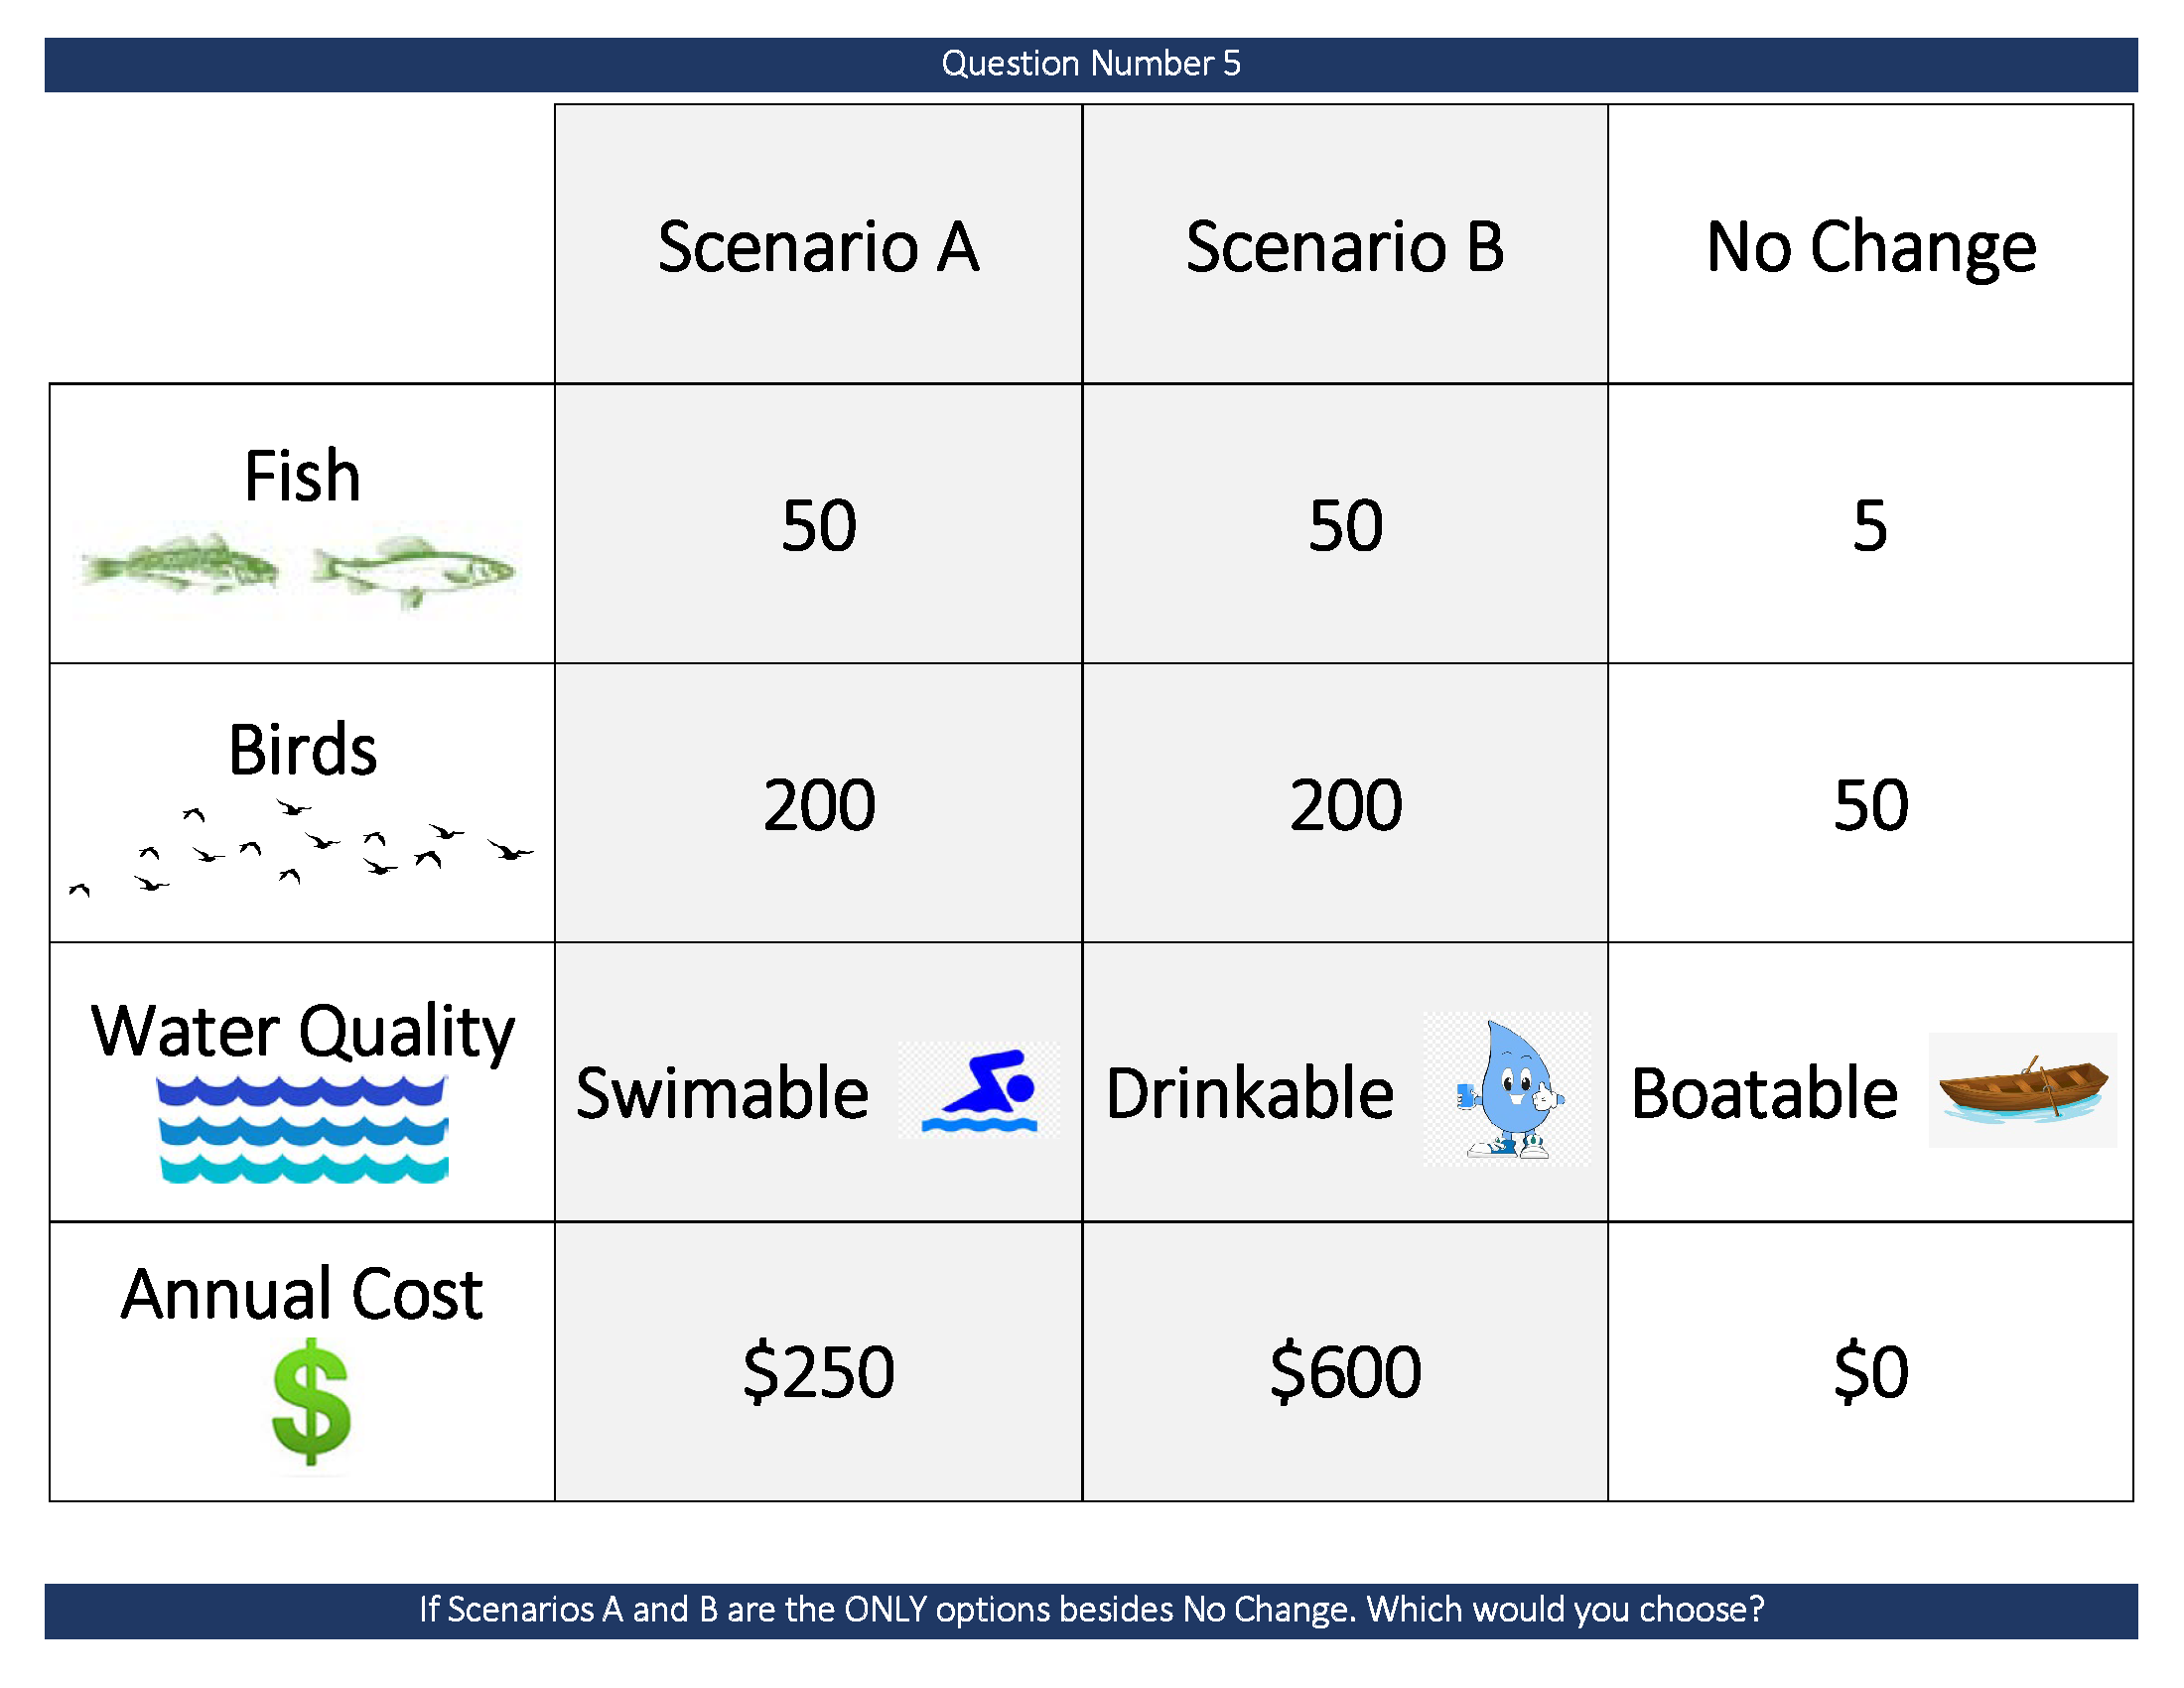 Question Number 5
Scenario A Scenario B No Change
Fish 50 50 5
Birds 200 200 50
Water Quality Swimable Drinkable Boatable
Annual Cost $250 $600 $0
If Scenarios A and B are the ONLY options besides No Change. Which would you choose?